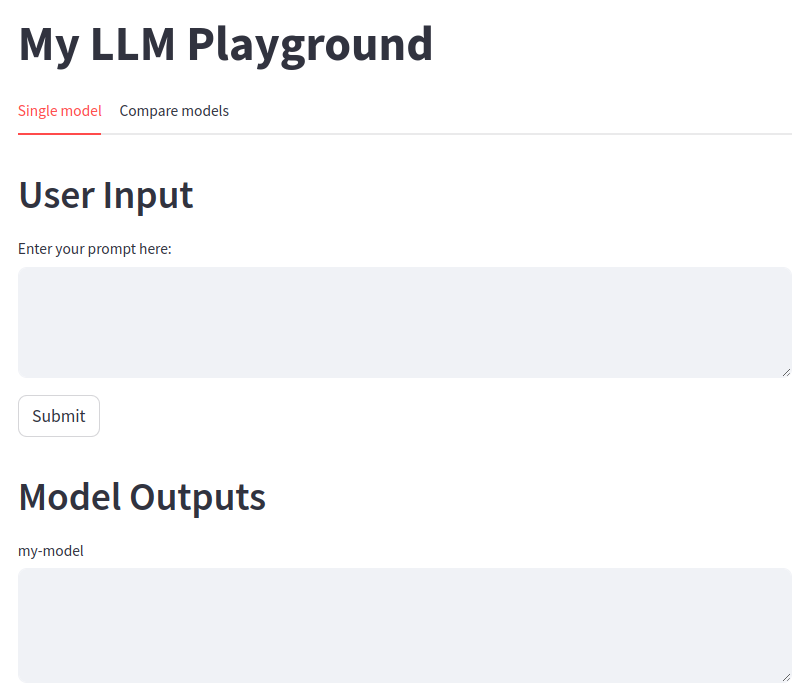 My LLM Playground
Single model Compare models
User Input
Enter your prompt here:
Submit
Model Outputs
my-model